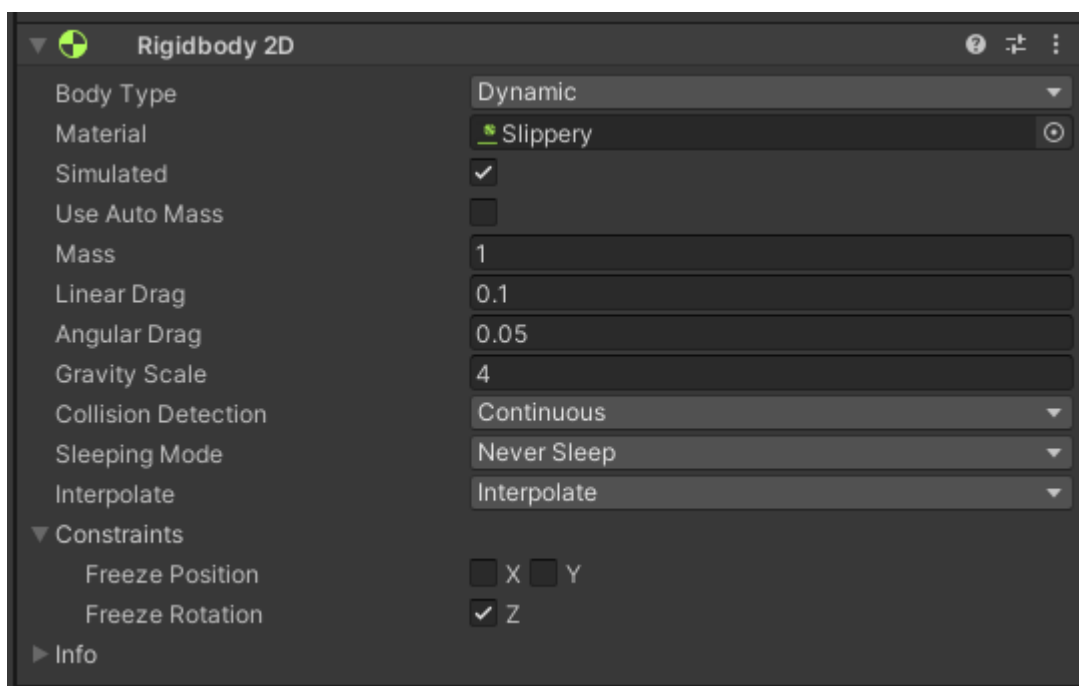 Rigidbody 2D
Body Type Dynamic
Material Slippery
Simulated
Use Auto Mass
Mass 1
Linear Drag 0.1
Angular Drag 0.05
Gravity Scale 4
Collision Detection Continuous
Sleeping Mode Never Sleep
Interpolate Interpolate
Constraints
Freeze Position X Y
Freeze Rotation Z
Info